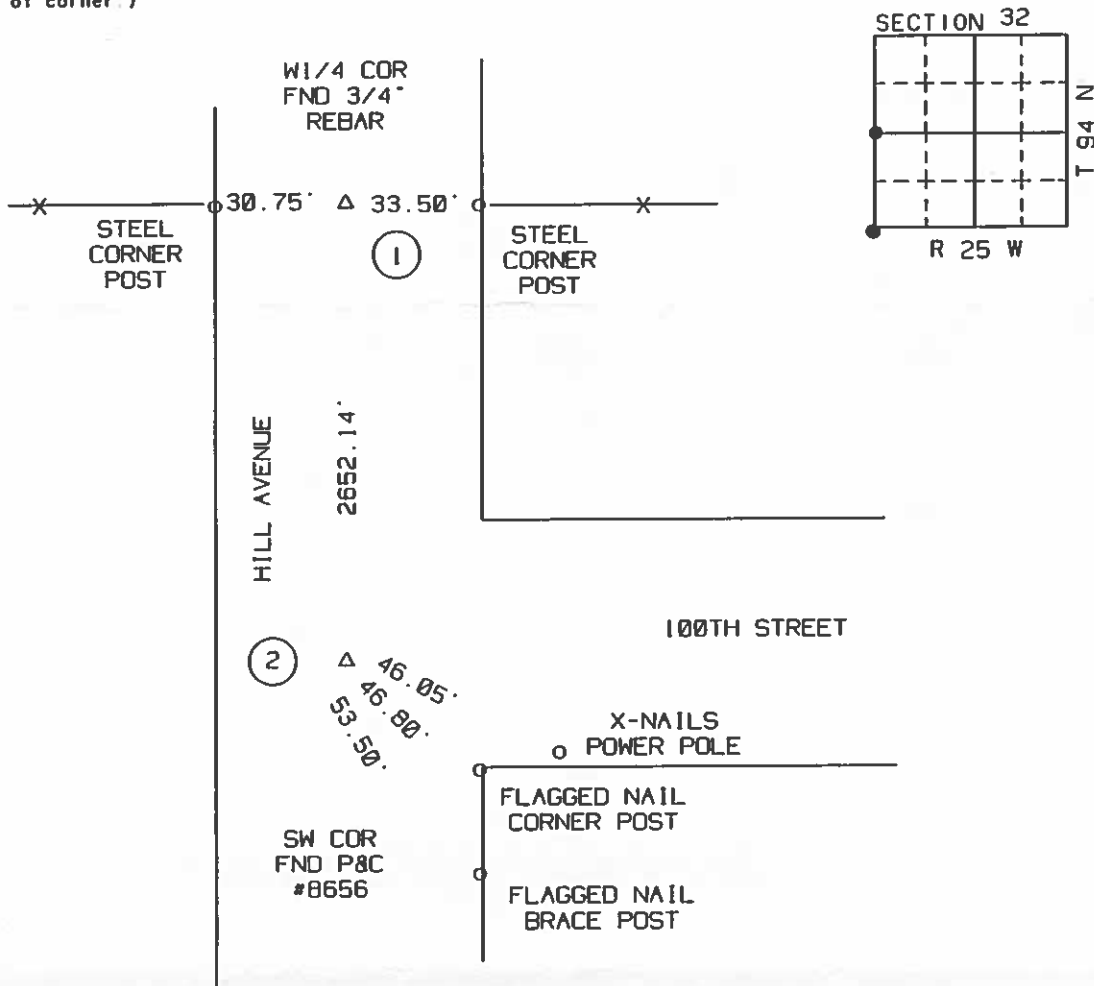 of corner.)
SECTION 32
T 94 N
R 25 W
W1/4 COR
FND 3/4"
REBAR
30.75' Δ 33.50'
X
X
STEEL
CORNER
POST
1
STEEL
CORNER
POST
HILL AVENUE
2652.14'
100TH STREET
2
Δ
46.05'
46.80'
53.50'
X-NAILS
POWER POLE
FLAGGED NAIL
CORNER POST
SW COR
FND P&C
#8656
FLAGGED NAIL
BRACE POST